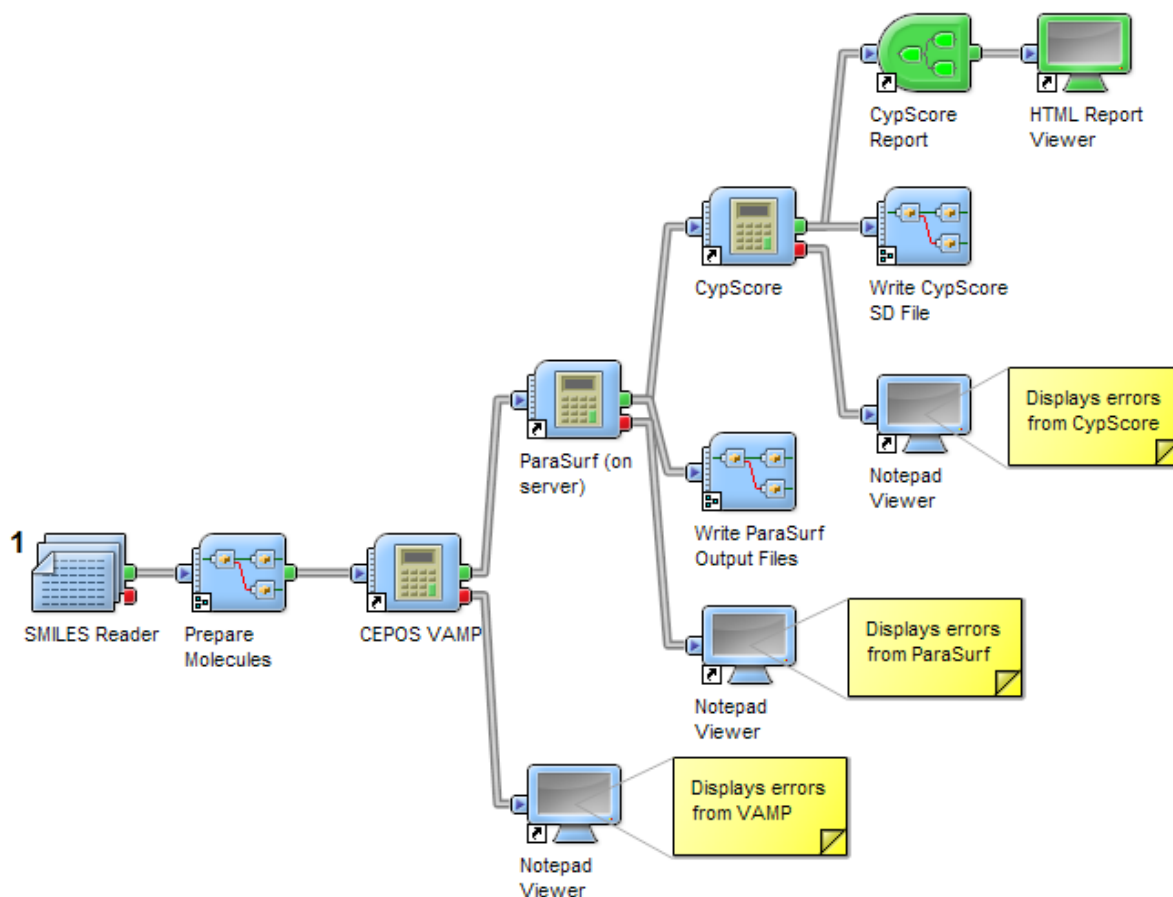 CypScore
Report
HTML Report
Viewer
CypScore
Write CypScore
SD File
Displays errors
from CypScore
Notepad
Viewer
ParaSurf (on
server)
Write ParaSurf
Output Files
1
SMILES Reader
Prepare
Molecules
CEPOS VAMP
Displays errors
from ParaSurf
Notepad
Viewer
Displays errors
from VAMP
Notepad
Viewer